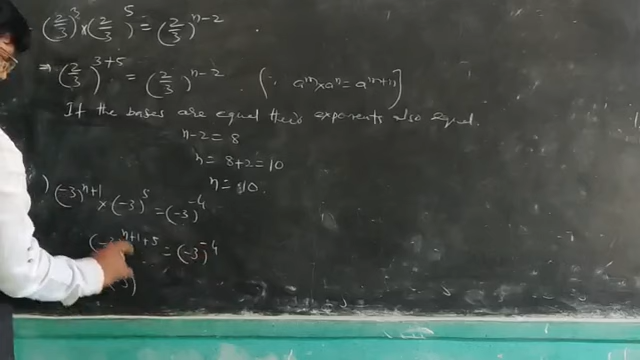 (2/3)^3 × (2/3)^5 = (2/3)^n-2
⇒ (2/3)^3+5 = (2/3)^n-2 (∵ a^m × a^n = a^m+n]
If the bases are equal their exponents also equal.
n-2 = 8
n = 8+2 = 10
n = 10.
) (-3)^n+1 × (-3)^5 = (-3)^-4
(-3)^n+1+5 = (-3)^-4